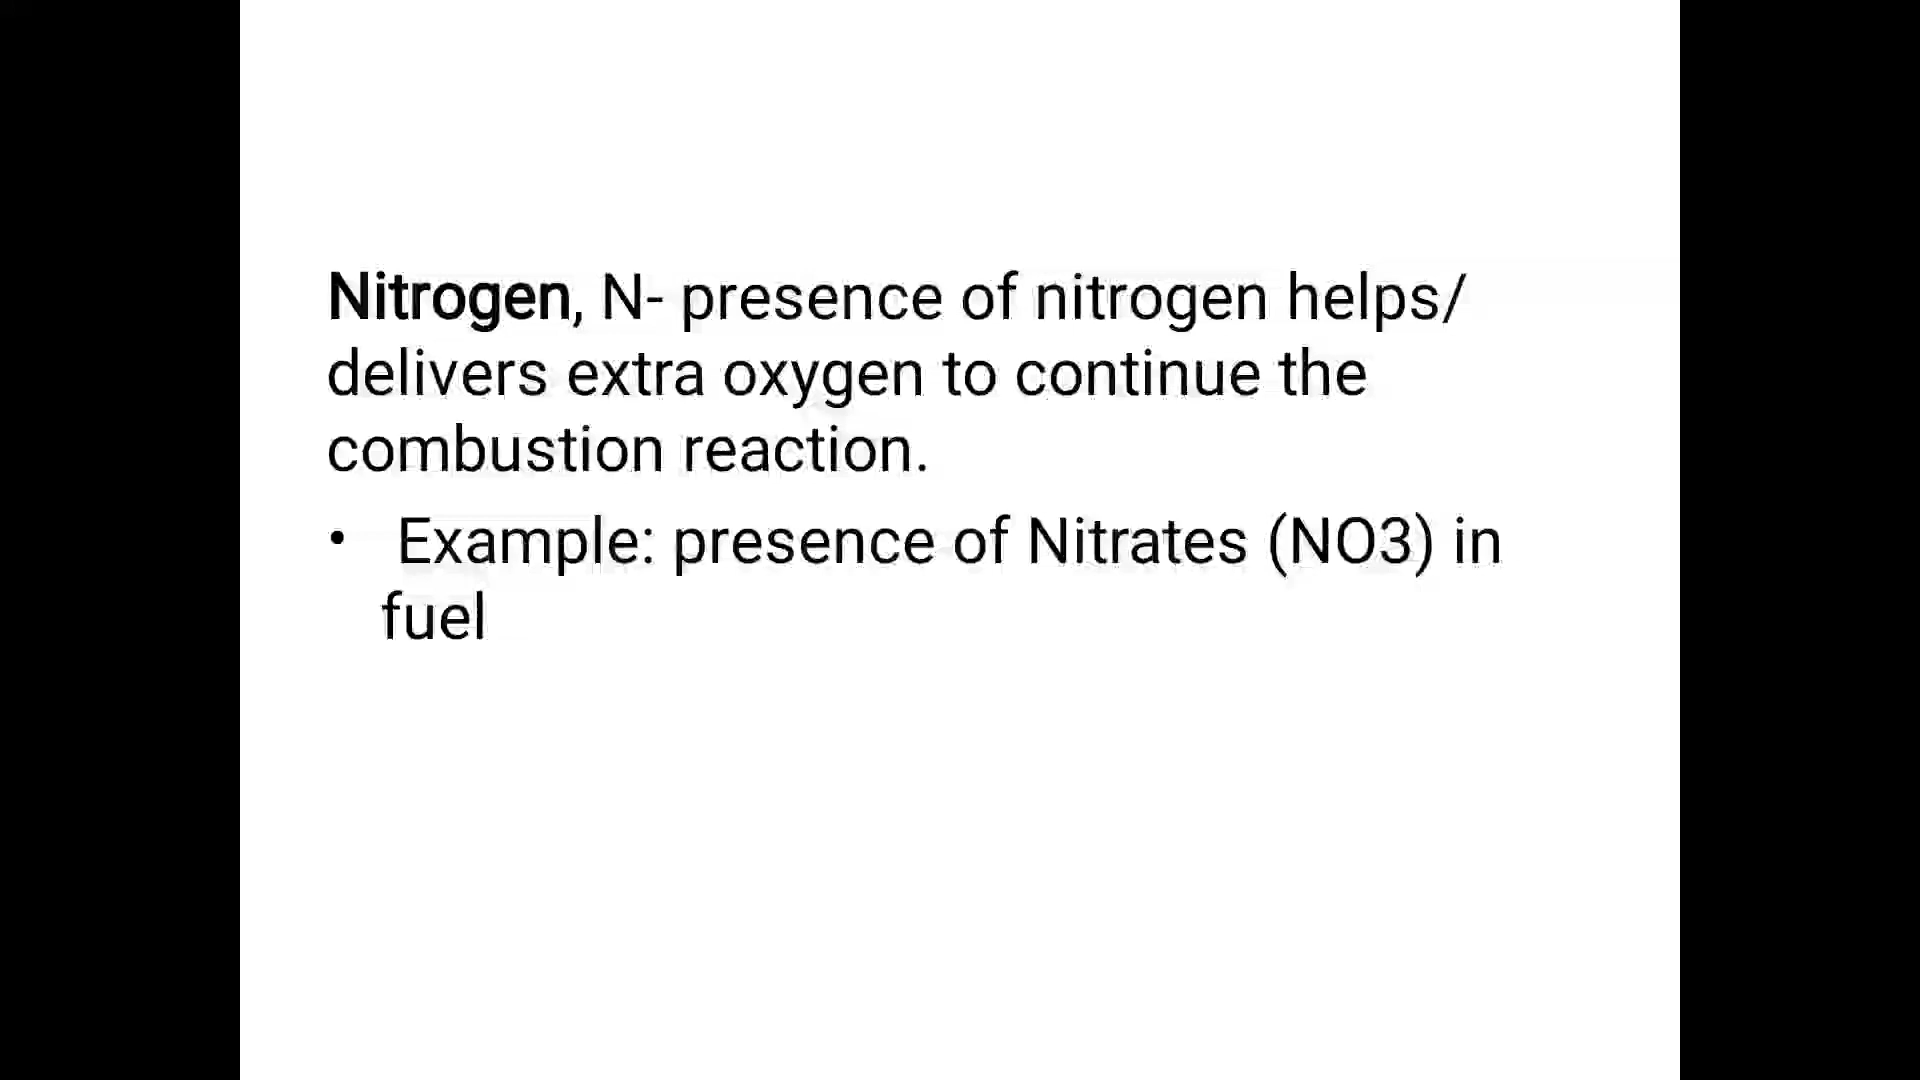 Nitrogen, N- presence of nitrogen helps/
delivers extra oxygen to continue the
combustion reaction.
• Example: presence of Nitrates (NO3) in
fuel